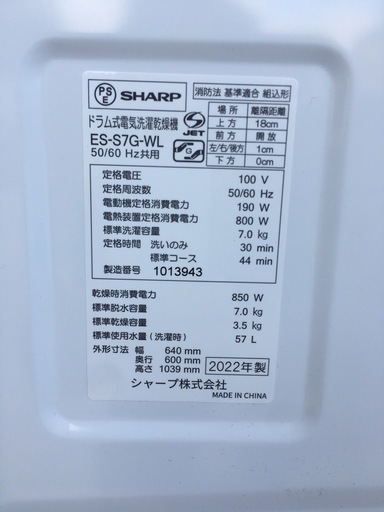 PSE SHARP
ドラム式電気洗濯乾燥機
ES-S7G-WL
50/60 Hz共用
S JET
G
消防法 基準適合 組込形
場所 離隔距離
上方 18cm
前方 開放
左/右/後方 1cm
下方 0cm
定格電圧 100 V
定格周波数 50/60 Hz
電動機定格消費電力 190 W
電熱装置定格消費電力 800 W
標準洗濯容量 7.0 kg
定格時間 洗いのみ 30 min
標準コース 44 min
製造番号 1013943
乾燥時消費電力 850 W
標準脱水容量 7.0 kg
標準乾燥容量 3.5 kg
標準使用水量(洗濯時) 57 L
外形寸法 幅 640 mm
奥行 600 mm
高さ 1039 mm
2022年製
シャープ株式会社
MADE IN CHINA